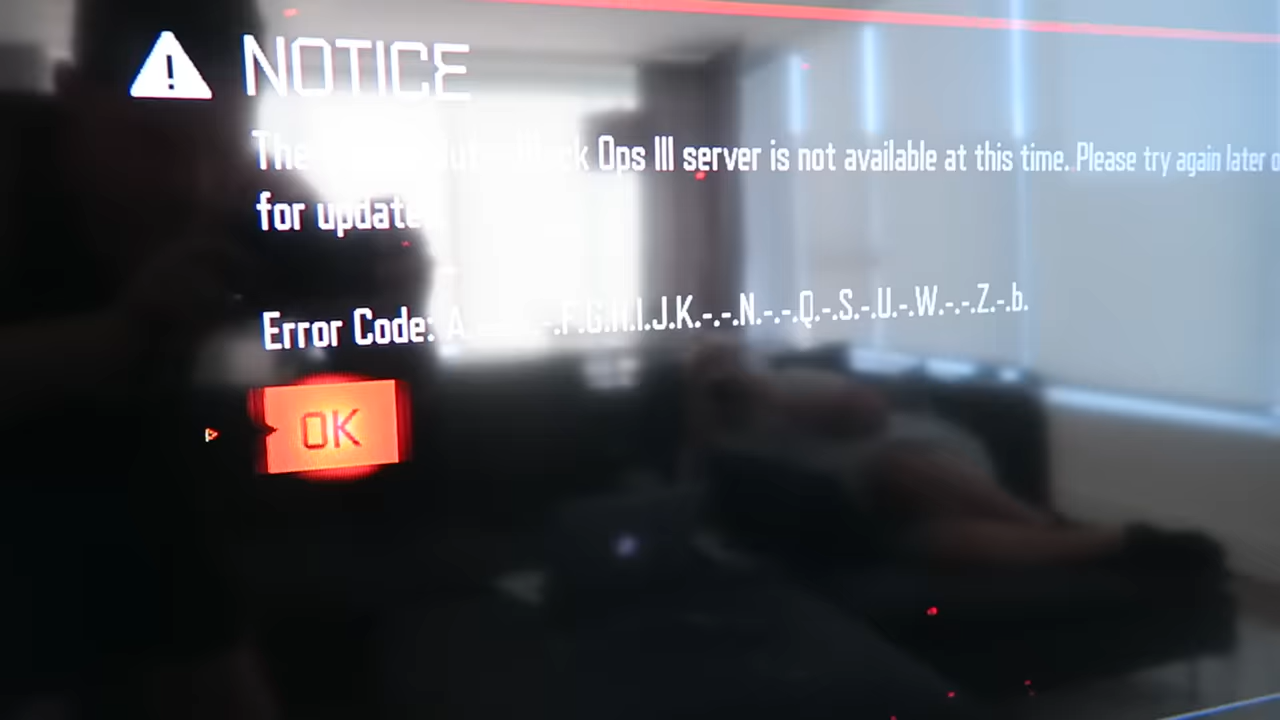 NOTICE
The Ops III server is not available at this time. Please try again later
for update
Error Code: A. -.F.G.H.I.J.K.-.-.N.-.-.Q.-.S.-.U.-.W.-.-.Z.-.b.
OK